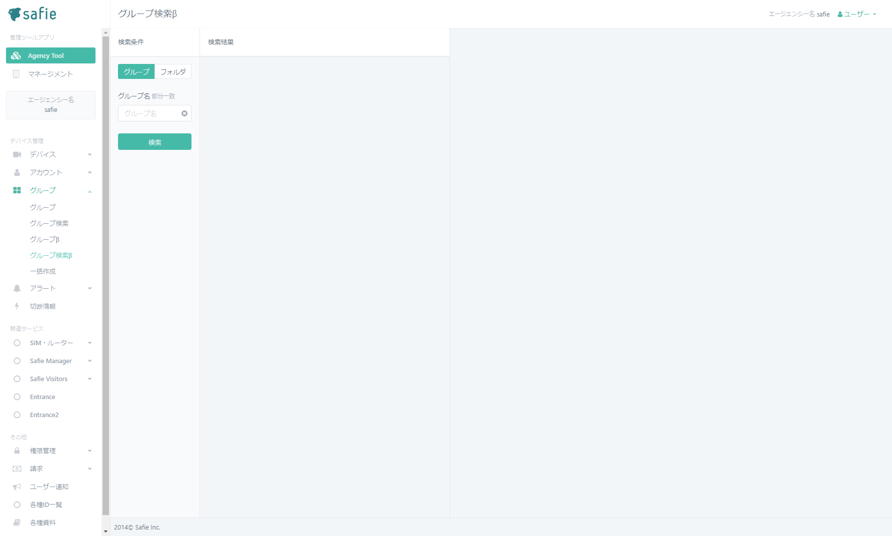 safie
グループ検索β
エージェンシー名 safie
ユーザー
管理ツールアプリ
Agency Tool
マネージメント
エージェンシー名
safie
デバイス管理
デバイス
アカウント
グループ
グループ
グループ検索
グループβ
グループ検索β
一括作成
アラート
切断情報
関連サービス
SIM・ルーター
Safie Manager
Safie Visitors
Entrance
Entrance2
その他
権限管理
請求
ユーザー通知
各種ID一覧
各種資料
検索条件
グループ
フォルダ
グループ名 部分一致
グループ名
検索
検索結果
2014© Safie Inc.